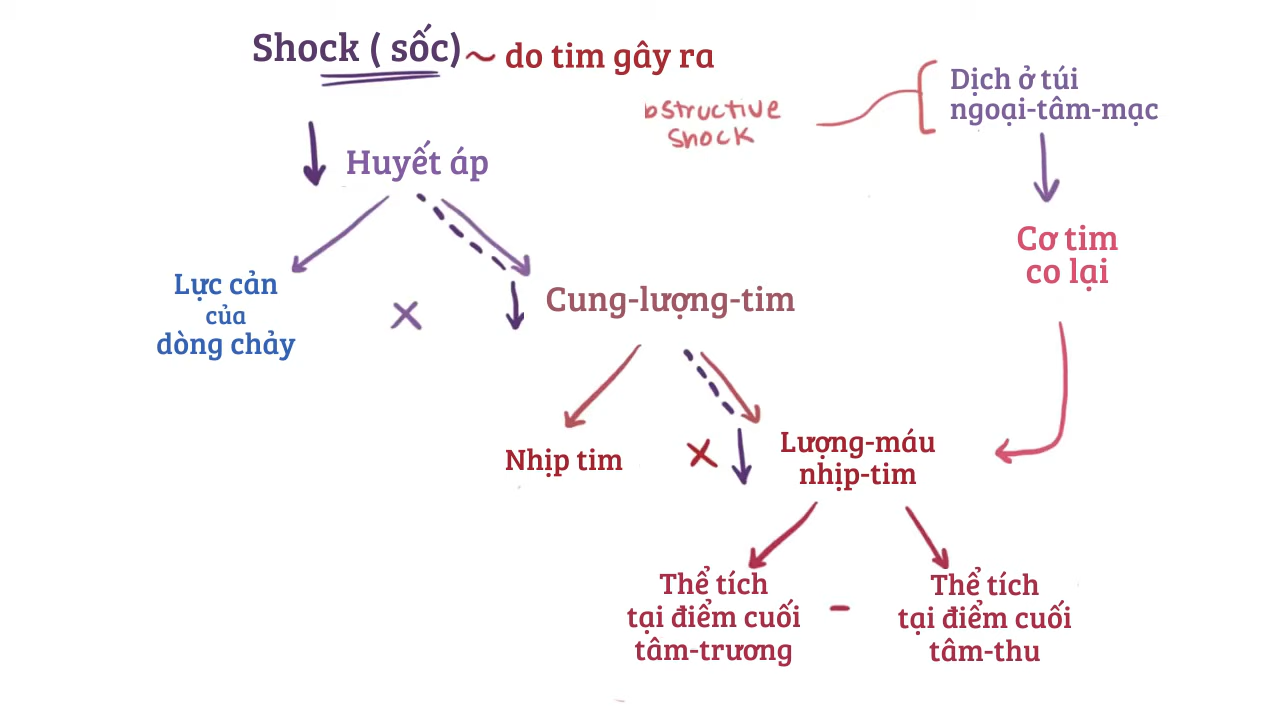 Shock ( sốc) ~ do tim gây ra
Dịch ở túi
ngoại-tâm-mạc
bstructive
shock
Huyết áp
Cơ tim
co lại
Lực cản
của
dòng chảy
×
Cung-lượng-tim
Nhịp tim
×
Lượng-máu
nhịp-tim
Thể tích
tại điểm cuối
tâm-trương
-
Thể tích
tại điểm cuối
tâm-thu